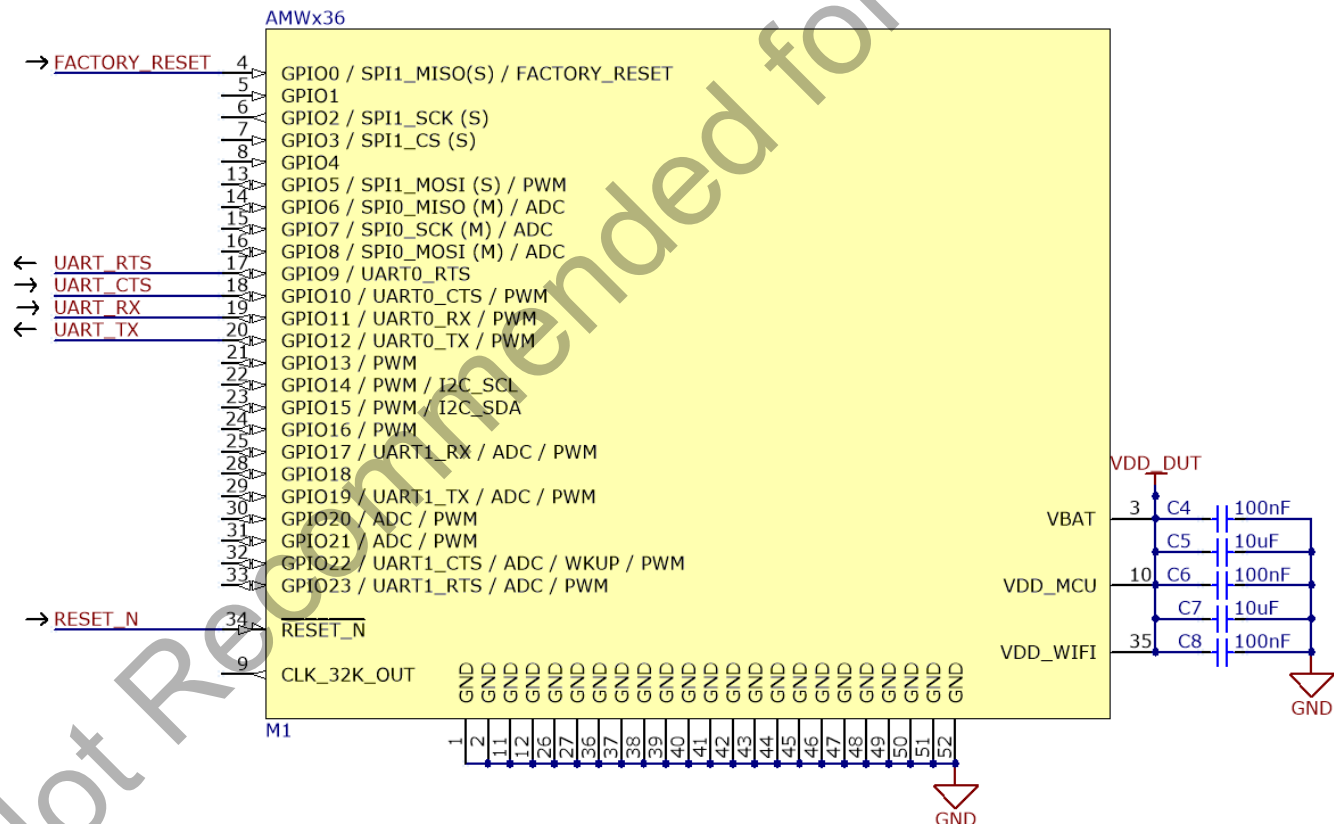 AMWx36
FACTORY_RESET 4 GPIO0 / SPI1_MISO(S) / FACTORY_RESET
5 GPIO1
6 GPIO2 / SPI1_SCK (S)
7 GPIO3 / SPI1_CS (S)
8 GPIO4
13 GPIO5 / SPI1_MOSI (S) / PWM
14 GPIO6 / SPI0_MISO (M) / ADC
15 GPIO7 / SPI0_SCK (M) / ADC
16 GPIO8 / SPI0_MOSI (M) / ADC
UART_RTS 17 GPIO9 / UART0_RTS
UART_CTS 18 GPIO10 / UART0_CTS / PWM
UART_RX 19 GPIO11 / UART0_RX / PWM
UART_TX 20 GPIO12 / UART0_TX / PWM
21 GPIO13 / PWM
22 GPIO14 / PWM / I2C_SCL
23 GPIO15 / PWM / I2C_SDA
24 GPIO16 / PWM
25 GPIO17 / UART1_RX / ADC / PWM
28 GPIO18
29 GPIO19 / UART1_TX / ADC / PWM
30 GPIO20 / ADC / PWM
31 GPIO21 / ADC / PWM
32 GPIO22 / UART1_CTS / ADC / WKUP / PWM
33 GPIO23 / UART1_RTS / ADC / PWM
RESET_N 34 RESET_N
9 CLK_32K_OUT
VDD_DUT
VBAT 3 C4 100nF
C5 10uF
VDD_MCU 10 C6 100nF
C7 10uF
VDD_WIFI 35 C8 100nF
GND
GND GND GND GND GND GND GND GND GND GND GND GND GND GND GND GND GND GND GND GND GND GND GND
M1
1 2 11 12 26 27 36 37 38 39 40 41 42 43 44 45 46 47 48 49 50 51 52
GND
Not Recommended for